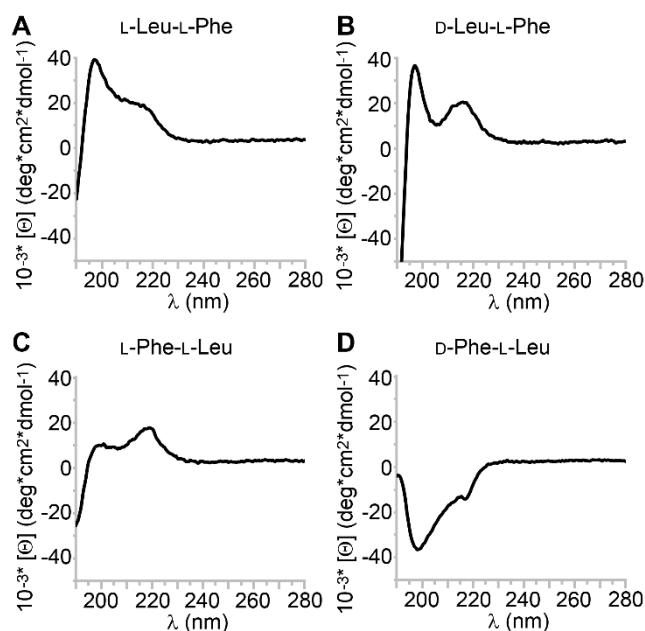 A L-Leu-L-Phe
40
20
0
-20
-40
10⁻³* [Θ] (deg*cm²*dmol⁻¹)
200 220 240 260 280
λ (nm)
B D-Leu-L-Phe
40
20
0
-20
-40
10⁻³* [Θ] (deg*cm²*dmol⁻¹)
200 220 240 260 280
λ (nm)
C L-Phe-L-Leu
40
20
0
-20
-40
10⁻³* [Θ] (deg*cm²*dmol⁻¹)
200 220 240 260 280
λ (nm)
D D-Phe-L-Leu
40
20
0
-20
-40
10⁻³* [Θ] (deg*cm²*dmol⁻¹)
200 220 240 260 280
λ (nm)